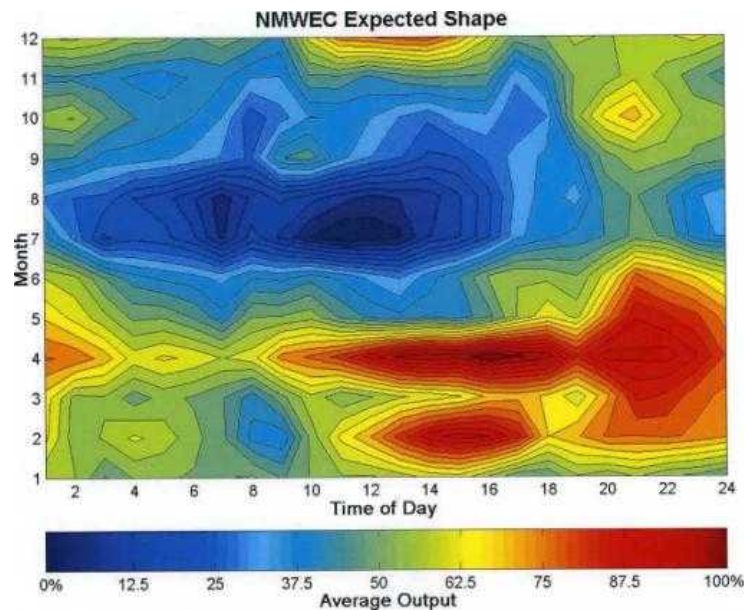 NMWEC Expected Shape
12
11
10
9
8
7
6
5
4
3
2
1
Month
2 4 6 8 10 12 14 16 18 20 22 24
Time of Day
0% 12.5 25 37.5 50 62.5 75 87.5 100%
Average Output